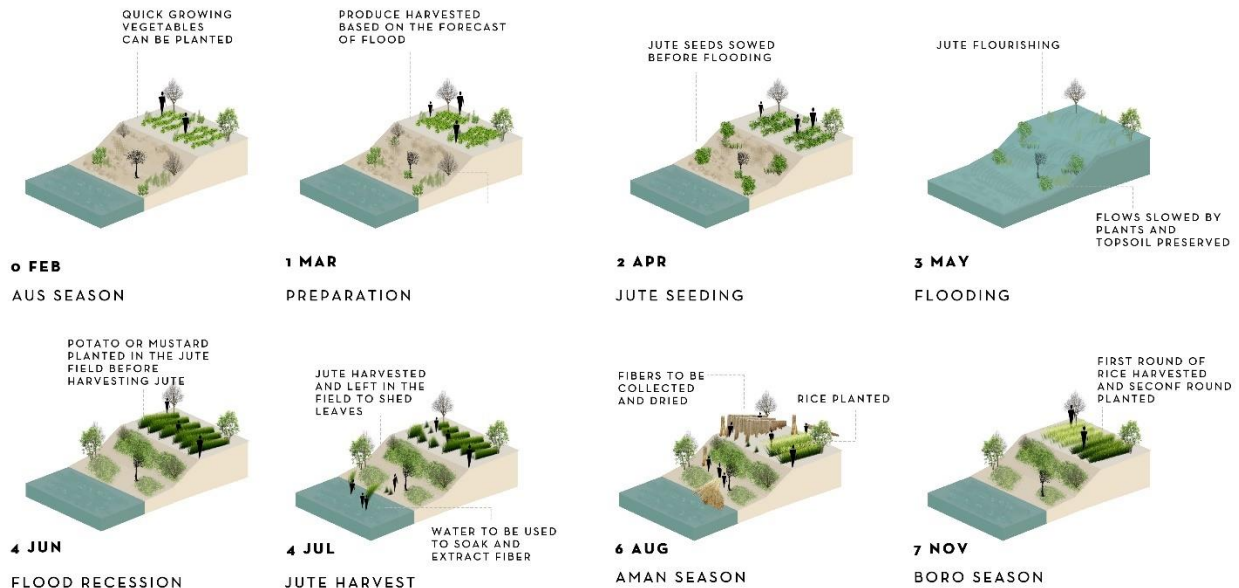 QUICK GROWING
VEGETABLES
CAN BE PLANTED
0 FEB
AUS SEASON
PRODUCE HARVESTED
BASED ON THE FORECAST
OF FLOOD
1 MAR
PREPARATION
JUTE SEEDS SOWED
BEFORE FLOODING
2 APR
JUTE SEEDING
JUTE FLOURISHING
FLOWS SLOWED BY
PLANTS AND
TOPSOIL PRESERVED
3 MAY
FLOODING
POTATO OR MUSTARD
PLANTED IN THE JUTE
FIELD BEFORE
HARVESTING JUTE
4 JUN
FLOOD RECESSION
JUTE HARVESTED
AND LEFT IN THE
FIELD TO SHED
LEAVES
WATER TO BE USED
TO SOAK AND
EXTRACT FIBER
4 JUL
JUTE HARVEST
FIBERS TO BE
COLLECTED
AND DRIED
RICE PLANTED
6 AUG
AMAN SEASON
FIRST ROUND OF
RICE HARVESTED
AND SECONF ROUND
PLANTED
7 NOV
BORO SEASON